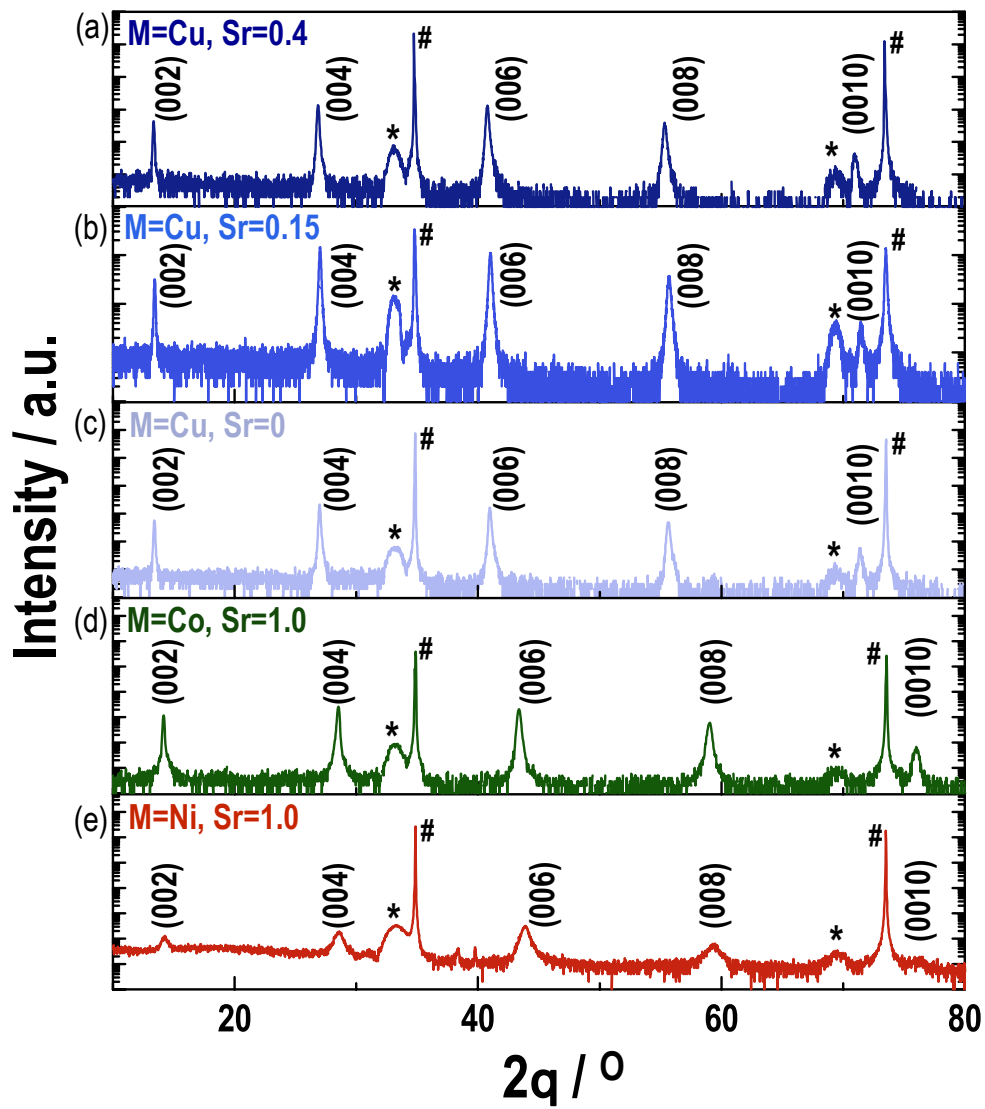 Intensity / a.u.
(a) M=Cu, Sr=0.4
(002) (004) * # (006) (008) * (0010) #
(b) M=Cu, Sr=0.15
(002) (004) * # (006) (008) * (0010) #
(c) M=Cu, Sr=0
(002) (004) * # (006) (008) * (0010) #
(d) M=Co, Sr=1.0
(002) (004) * # (006) (008) * # (0010)
(e) M=Ni, Sr=1.0
(002) (004) * # (006) (008) * # (0010)
20 40 60 80
2q / O